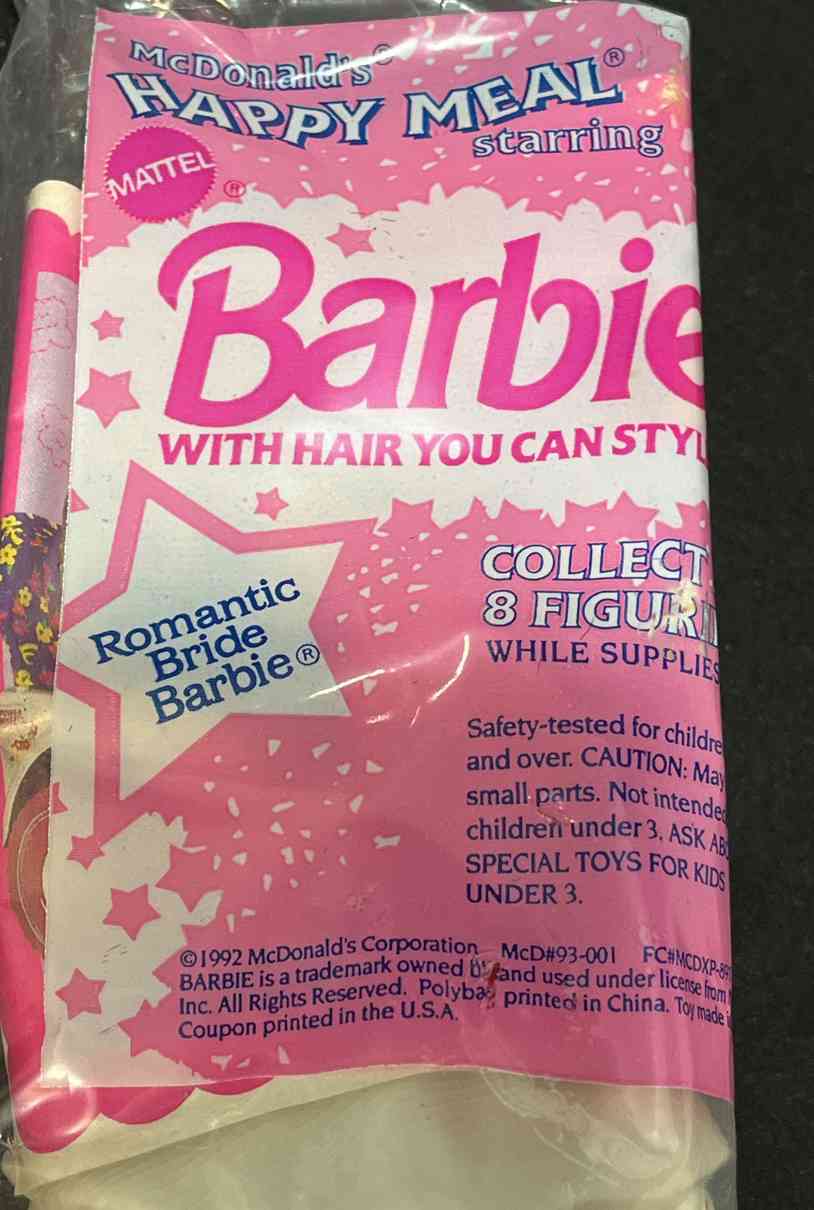 McDonald's®
HAPPY MEAL®
starring
MATTEL®
Barbie
WITH HAIR YOU CAN STYL
Romantic
Bride
Barbie®
COLLECT
8 FIGURI
WHILE SUPPLIES
Safety-tested for childre
and over. CAUTION: May
small parts. Not intended
children under 3. ASK AB
SPECIAL TOYS FOR KIDS
UNDER 3.
©1992 McDonald's Corporation McD#93-001 FC#MCDXP-89
BARBIE is a trademark owned by and used under license from
Inc. All Rights Reserved. Polybag printed in China. Toy made
Coupon printed in the U.S.A.